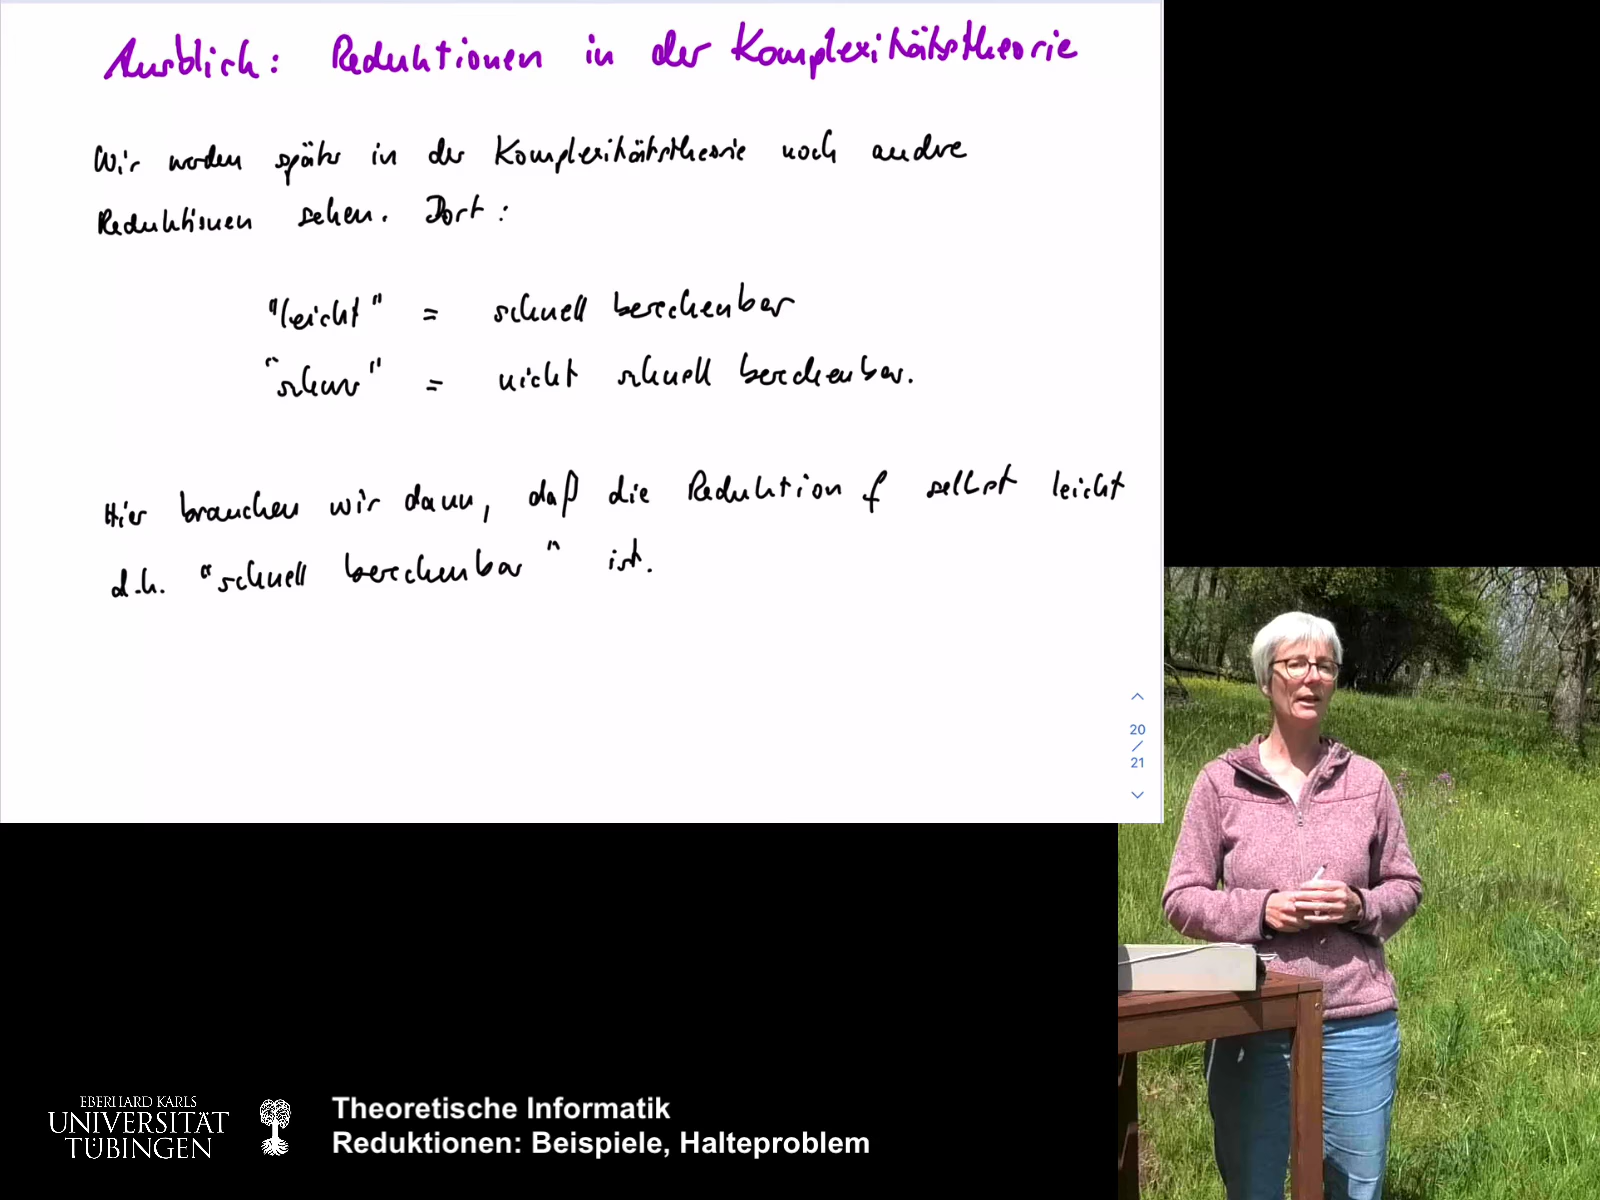 Ausblick: Reduktionen in der Komplexitätstheorie
Wir werden später in der Komplexitätstheorie noch andere
Reduktionen sehen. Dort:
"leicht" = schnell berechenbar
"schwer" = nicht schnell berechenbar.
Hier brauchen wir dann, daß die Reduktion f selbst leicht
d.h. "schnell berechenbar" ist.
20
/
21
EBERHARD KARLS
UNIVERSITÄT
TÜBINGEN
Theoretische Informatik
Reduktionen: Beispiele, Halteproblem